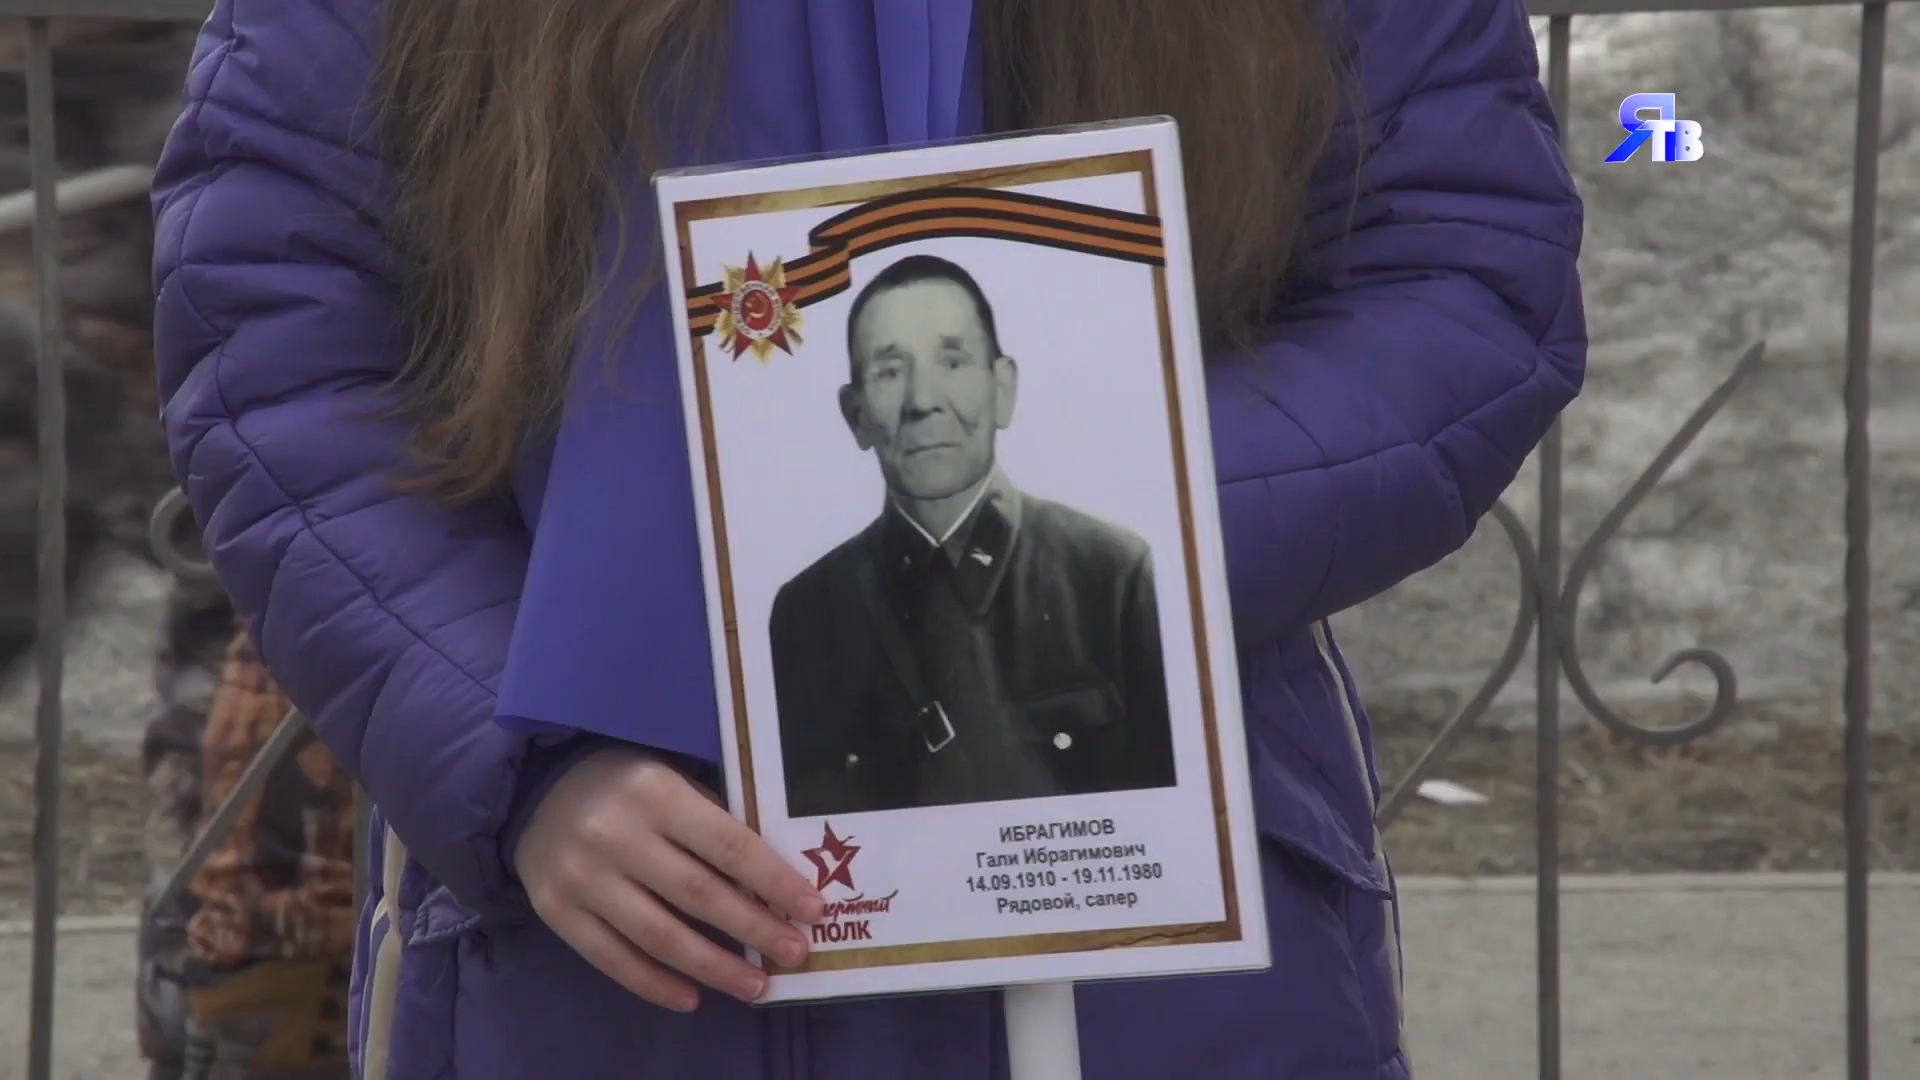 ЯТВ
ИБРАГИМОВ
Гали Ибрагимович
14.09.1910 - 19.11.1980
Рядовой, сапер
ПОЛК